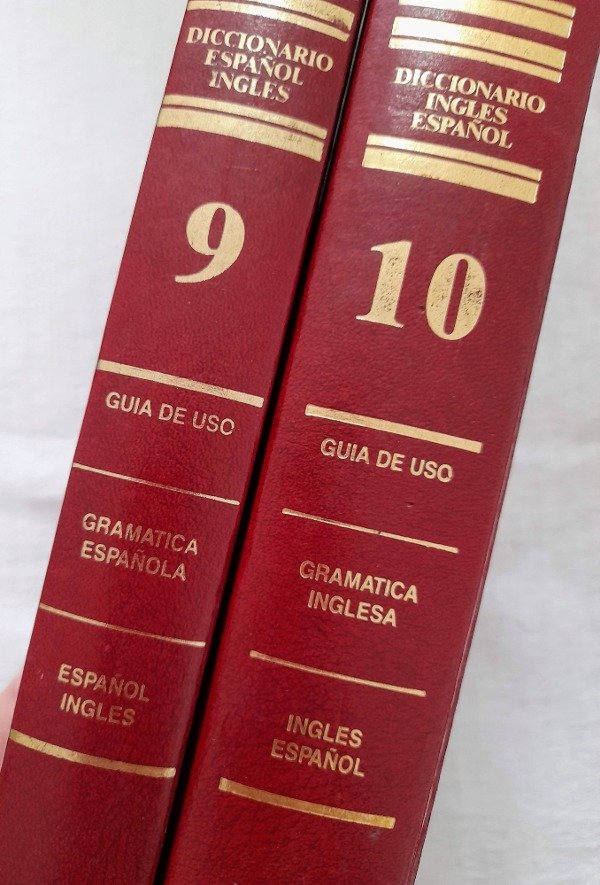 DICCIONARIO
ESPAÑOL
INGLES
9
GUIA DE USO
GRAMATICA
ESPAÑOLA
ESPAÑOL
INGLES
DICCIONARIO
INGLES
ESPAÑOL
10
GUIA DE USO
GRAMATICA
INGLESA
INGLES
ESPAÑOL